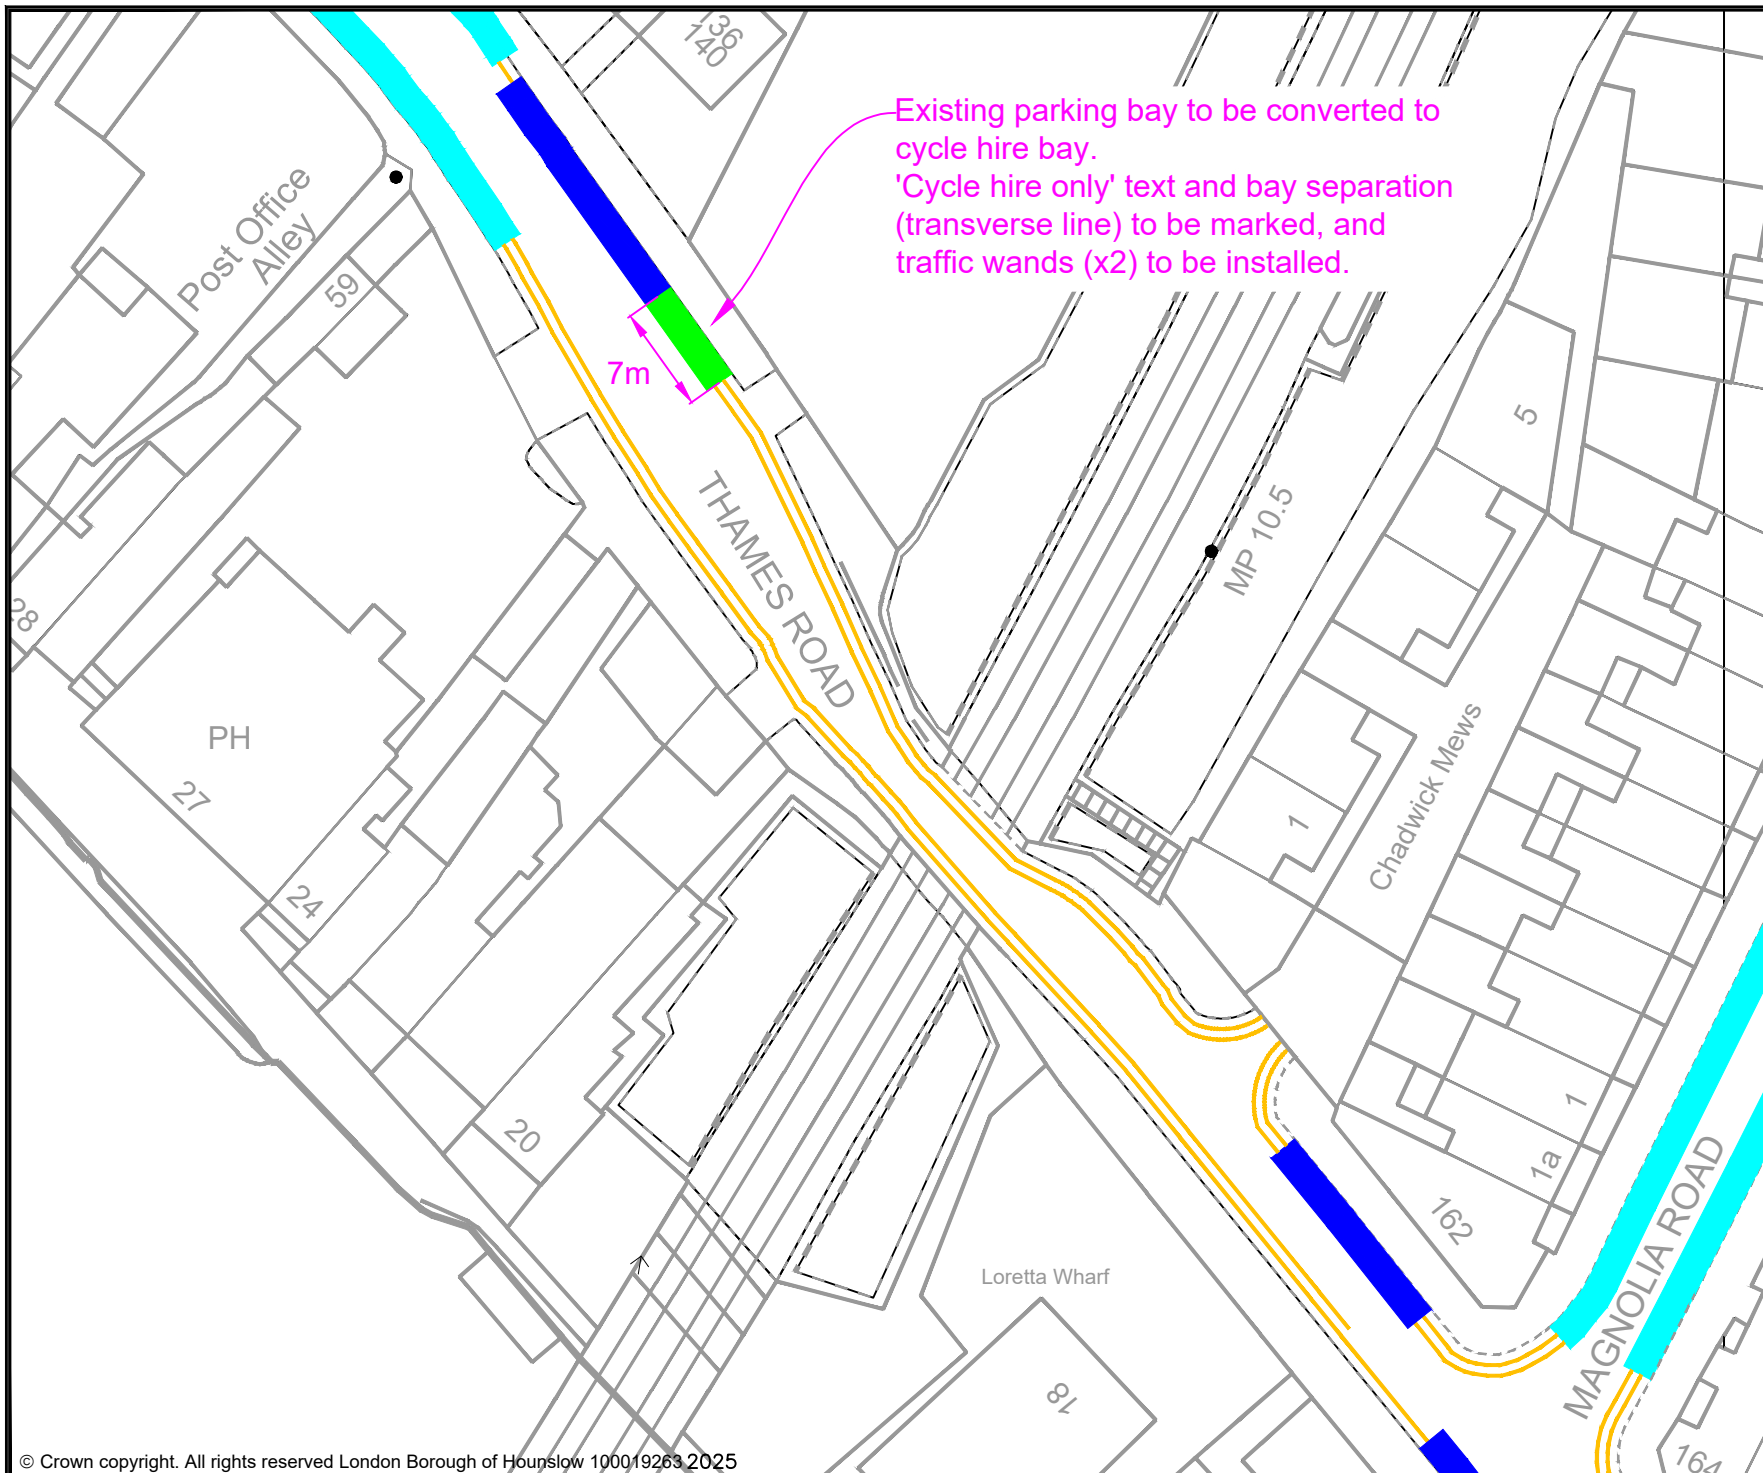 136
140
Existing parking bay to be converted to
cycle hire bay.
'Cycle hire only' text and bay separation
(transverse line) to be marked, and
traffic wands (x2) to be installed.
Post Office
Alley
59
7m
5
THAMES ROAD
MP 10.5
28
PH
27
24
20
1
Chadwick Mews
1
1a
162
MAGNOLIA ROAD
Loretta Wharf
18
164
© Crown copyright. All rights reserved London Borough of Hounslow 100019263 2025